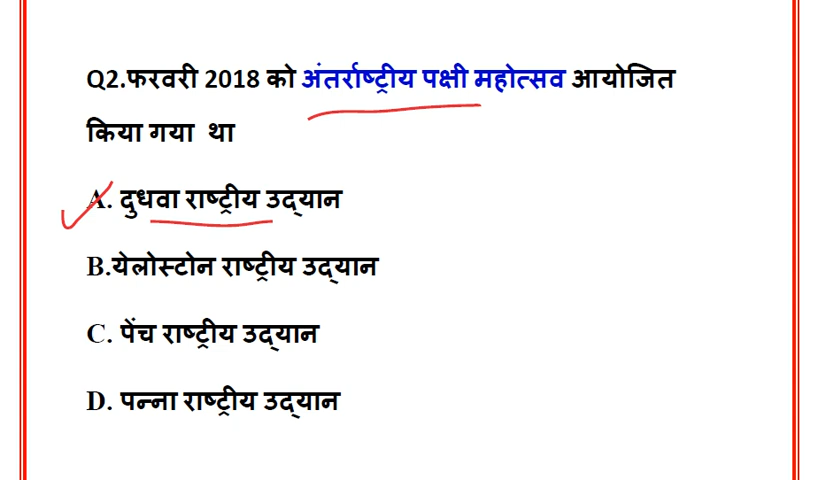 Q2.फरवरी 2018 को अंतर्राष्ट्रीय पक्षी महोत्सव आयोजित
किया गया था
A. दुधवा राष्ट्रीय उद्यान
B.येलोस्टोन राष्ट्रीय उद्यान
C. पेंच राष्ट्रीय उद्यान
D. पन्ना राष्ट्रीय उद्यान